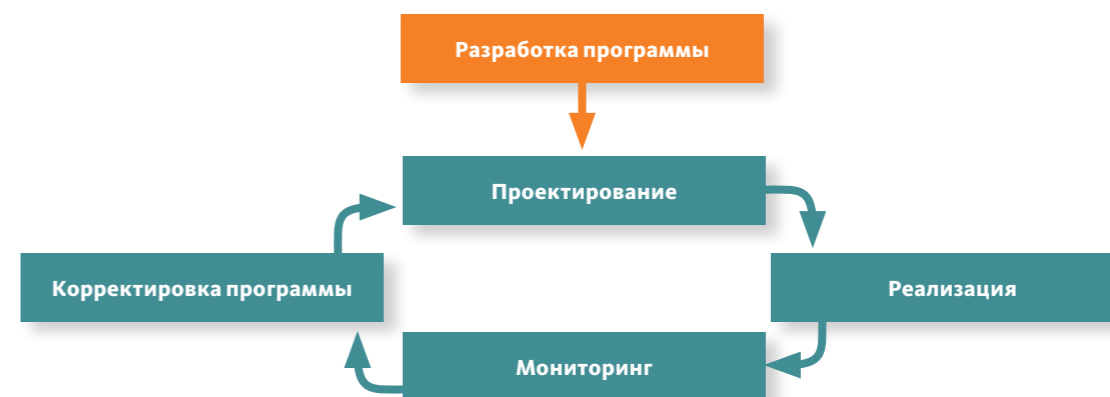 Разработка программы
Проектирование
Корректировка программы
Реализация
Мониторинг